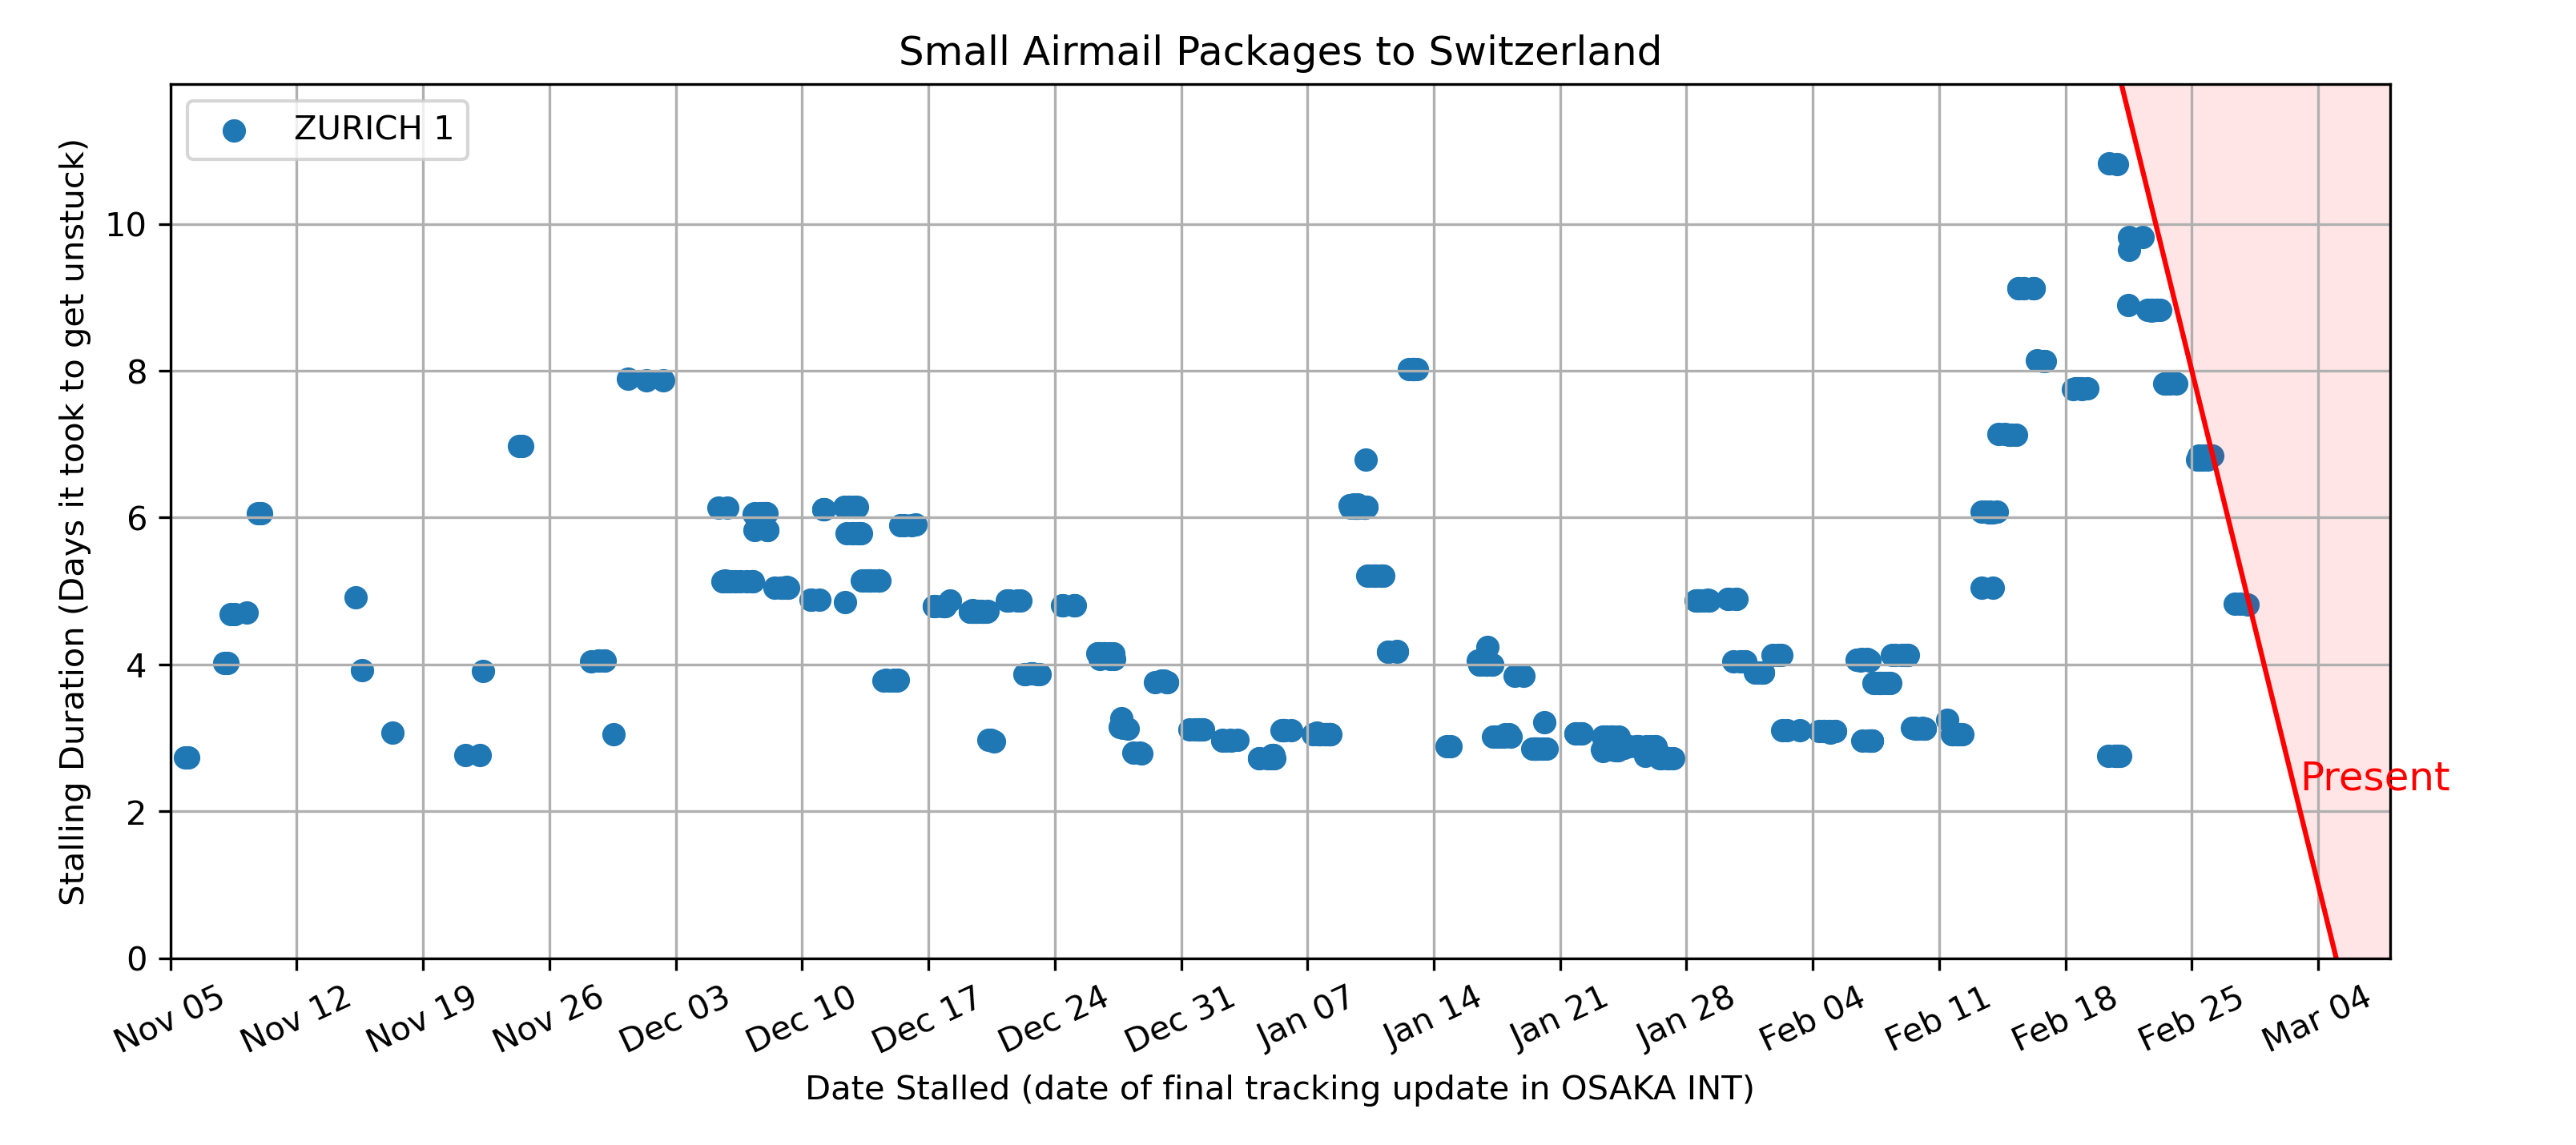 Small Airmail Packages to Switzerland
ZURICH 1
Stalling Duration (Days it took to get unstuck)
10
8
6
4
2
0
Present
Nov 05 Nov 12 Nov 19 Nov 26 Dec 03 Dec 10 Dec 17 Dec 24 Dec 31 Jan 07 Jan 14 Jan 21 Jan 28 Feb 04 Feb 11 Feb 18 Feb 25 Mar 04
Date Stalled (date of final tracking update in OSAKA INT)